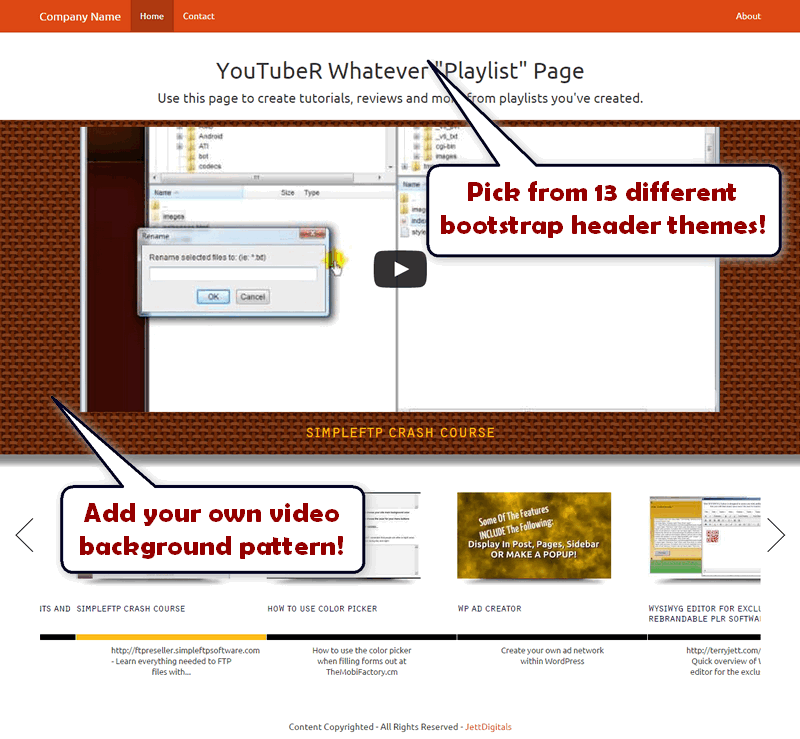 Company Name Home Contact About
YouTubeR Whatever "Playlist" Page
Use this page to create tutorials, reviews and more from playlists you've created.
Android
ATI
bot
codecs
_v5_txt
cgi-bin
images
Name Size Type
Name
images
Rename
Rename selected files to: (ie: *.txt)
OK Cancel
Pick from 13 different
bootstrap header themes!
SIMPLEFTP CRASH COURSE
Add your own video
background pattern!
Some Of The Features
INCLUDE The Following:
Display In Post, Pages, Sidebar
OR MAKE A POPUP!
ITS AND
SIMPLEFTP CRASH COURSE
HOW TO USE COLOR PICKER
WP AD CREATOR
WYSIWYG EDITOR FOR EXCLU
REBRANDABLE PLR SOFTWA
http://ftpreseller.simpleftpsoftware.com
- Learn everything needed to FTP
files with...
How to use the color picker
when filling forms out at
TheMobiFactory.cm
Create your own ad network
within WordPress
http://terryjett.com/
Quick overview of
editor for the exclu
Content Copyrighted - All Rights Reserved - JettDigitals